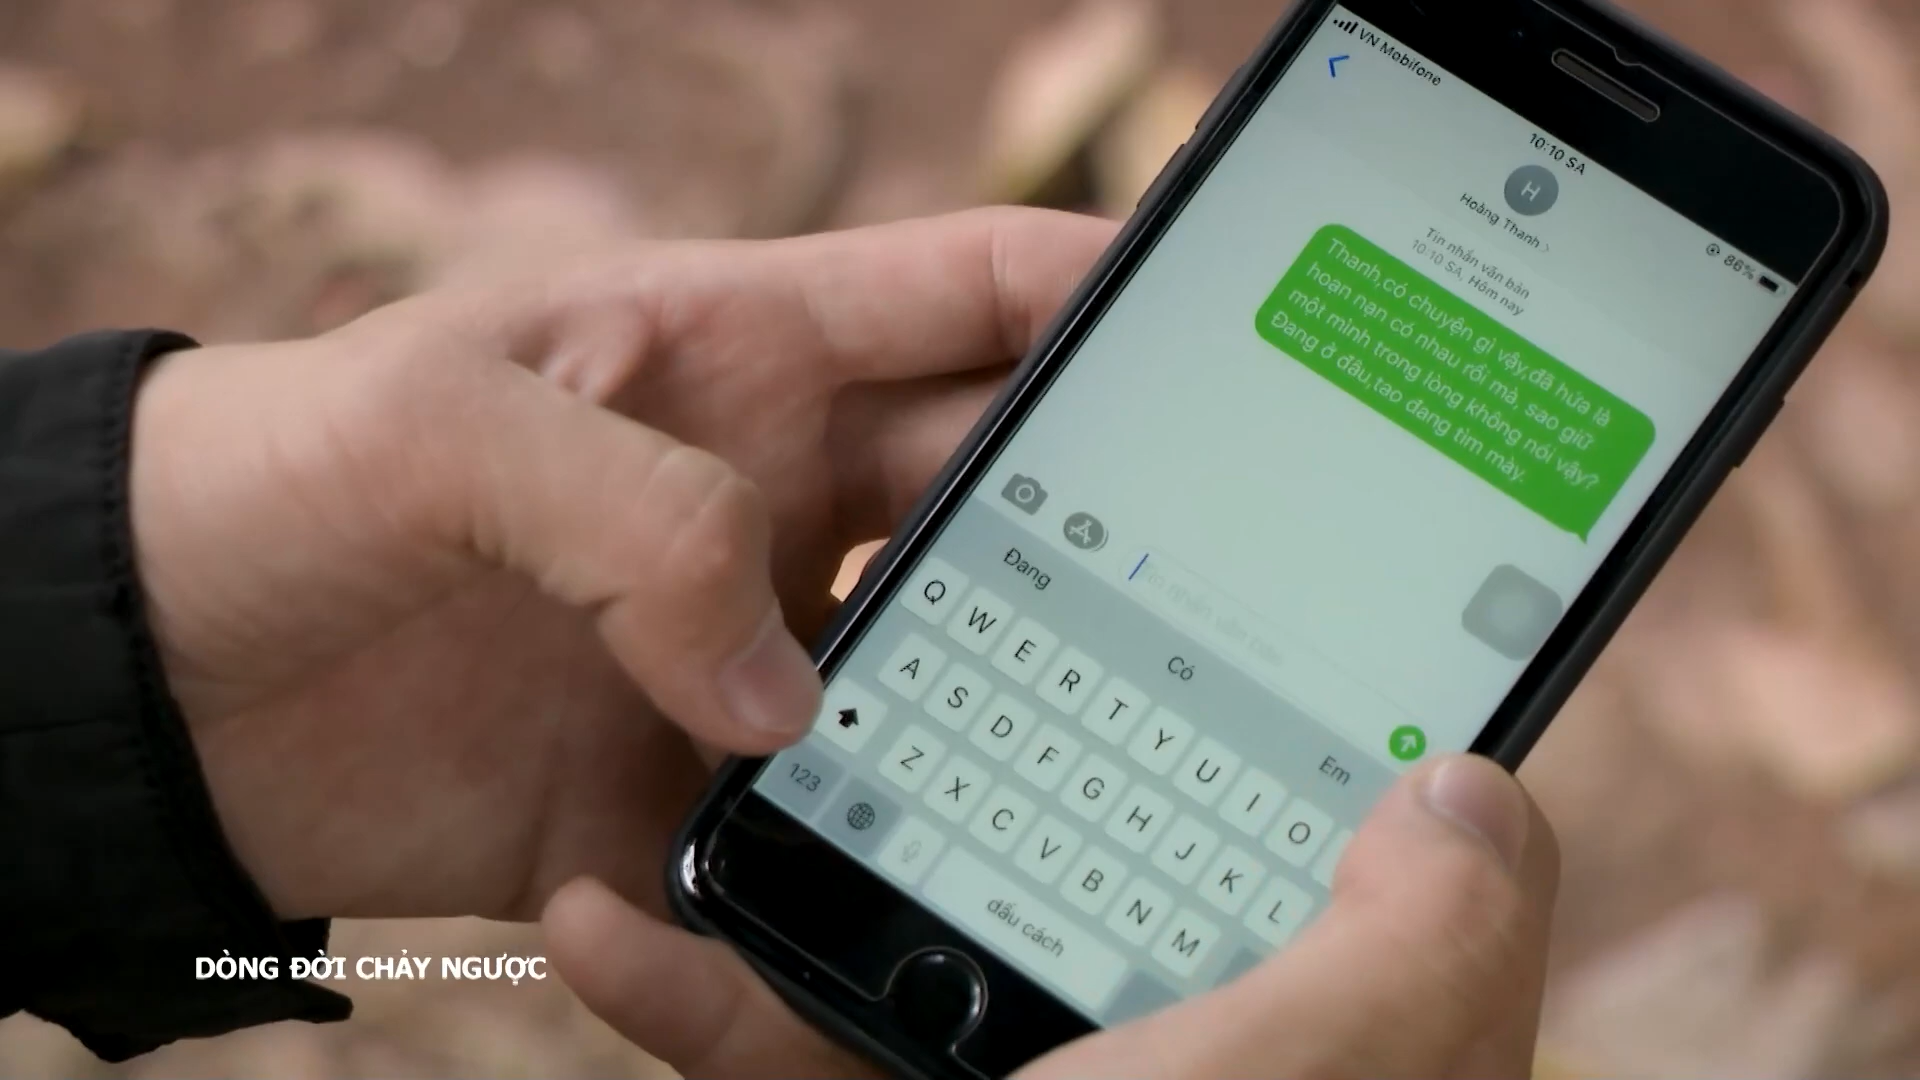 VN Mobifone
10:10 SA
86%
H
Hoàng Thanh
Tin nhắn văn bản
10:10 SA, Hôm nay
Thanh,có chuyện gì vậy,đã hứa là
hoạn nạn có nhau rồi mà, sao giữ
một mình trong lòng không nói vậy?
Đang ở đâu,tao đang tìm mày.
Đang Có Em
Q W E R T Y U I O
A S D F G H J K L
Z X C V B N M
123
dấu cách
DÒNG ĐỜI CHẢY NGƯỢC